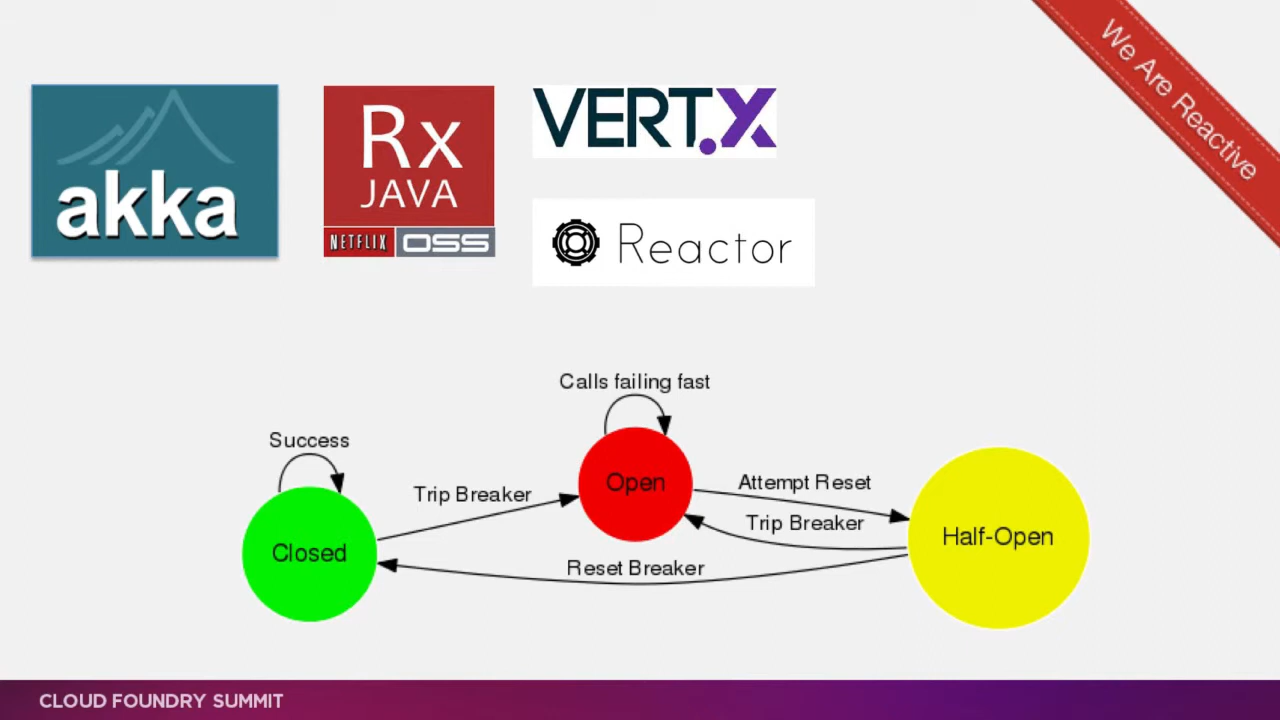 We Are Reactive
akka
Rx
JAVA
NETFLIX OSS
VERT.X
Reactor
Calls failing fast
Success
Open
Attempt Reset
Trip Breaker
Trip Breaker
Half-Open
Closed
Reset Breaker
CLOUD FOUNDRY SUMMIT